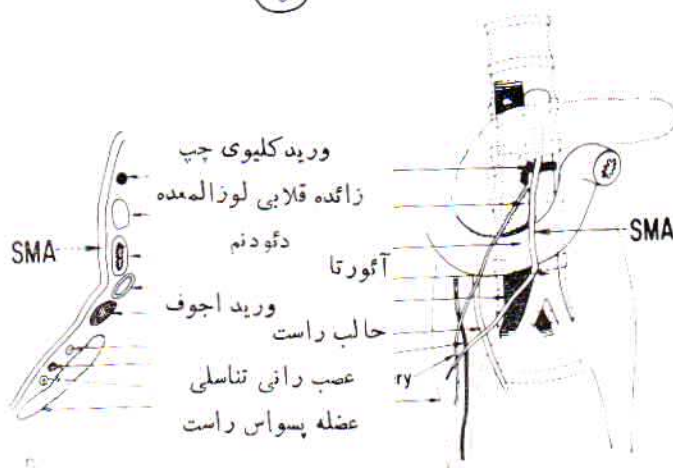 ورید کلیوی چپ
زائده قلابی لوزالمعده
دئودنم
SMA
SMA
آئورتا
ورید اجوف
حالب راست
عصب رانی تناسلی
ry
عضله پسواس راست